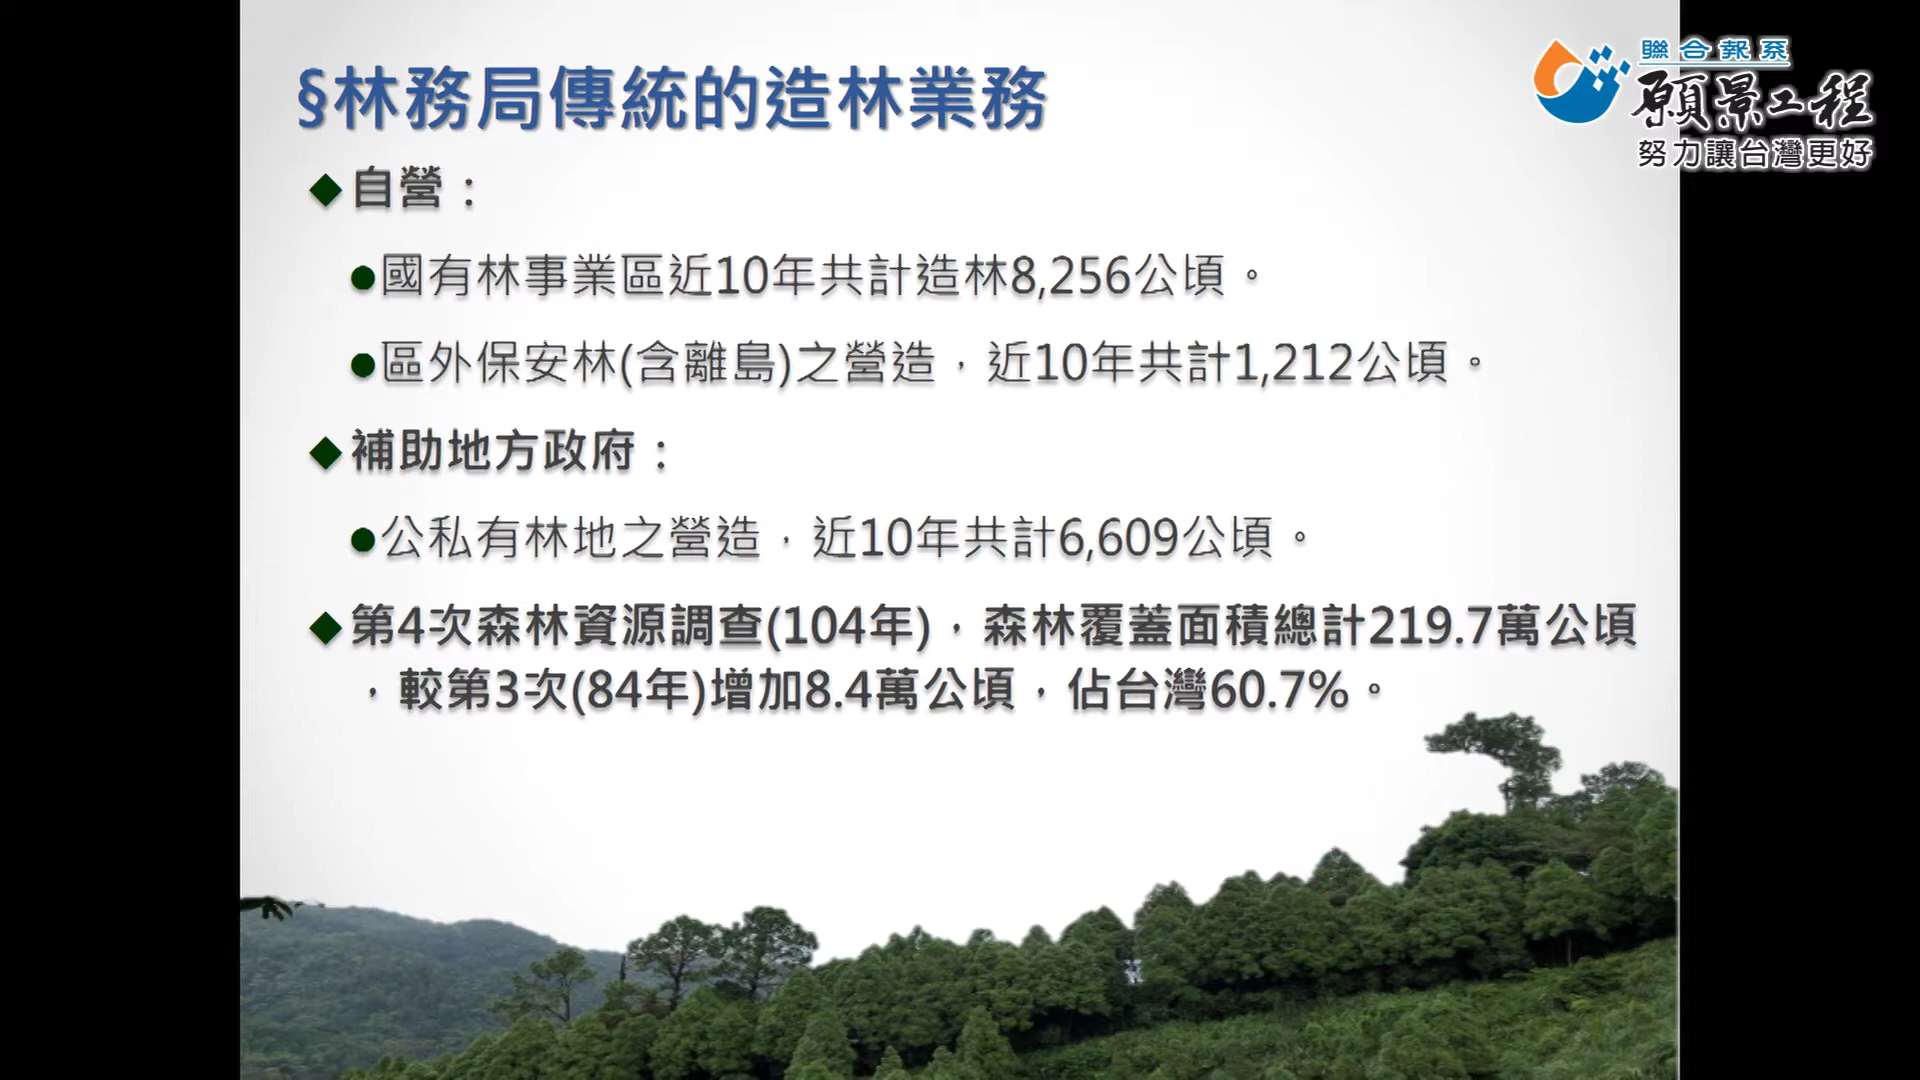 聯合報系
願景工程
努力讓台灣更好
§林務局傳統的造林業務
◆自營：
●國有林事業區近10年共計造林8,256公頃。
●區外保安林(含離島)之營造，近10年共計1,212公頃。
◆補助地方政府：
●公私有林地之營造，近10年共計6,609公頃。
◆第4次森林資源調查(104年)，森林覆蓋面積總計219.7萬公頃
，較第3次(84年)增加8.4萬公頃，佔台灣60.7%。